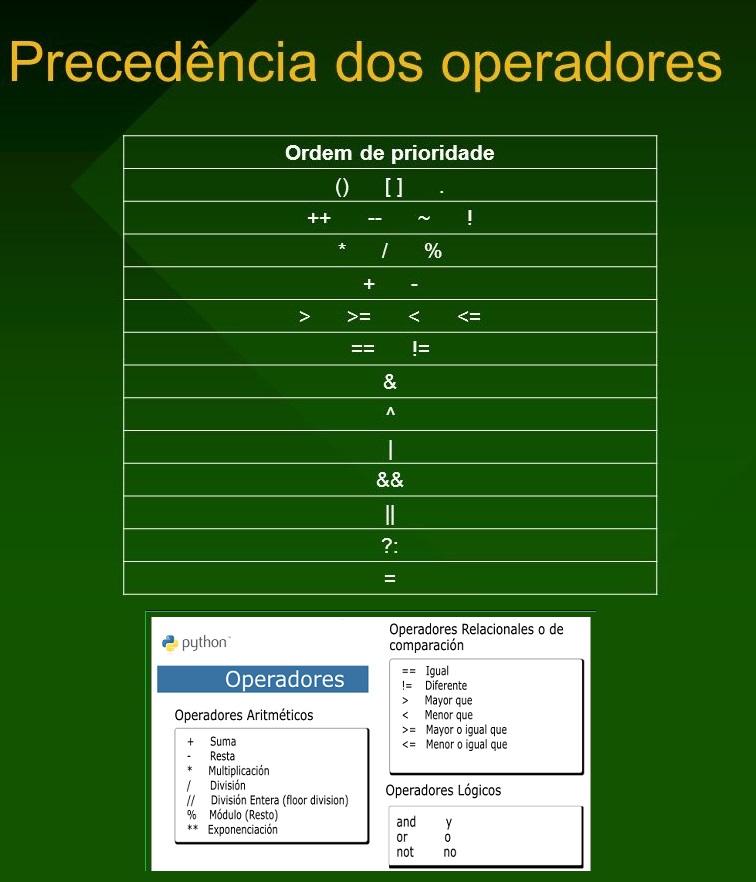 Precedência dos operadores
Ordem de prioridade
() [ ] .
++ -- ~ !
* / %
+ -
> >= < <=
== !=
&
^
|
&&
||
?:
=
python
Operadores
Operadores Aritméticos
+ Suma
- Resta
* Multiplicación
/ División
// División Entera (floor division)
% Módulo (Resto)
** Exponenciación
Operadores Relacionales o de
comparación
== Igual
!= Diferente
> Mayor que
< Menor que
>= Mayor o igual que
<= Menor o igual que
Operadores Lógicos
and y
or o
not no